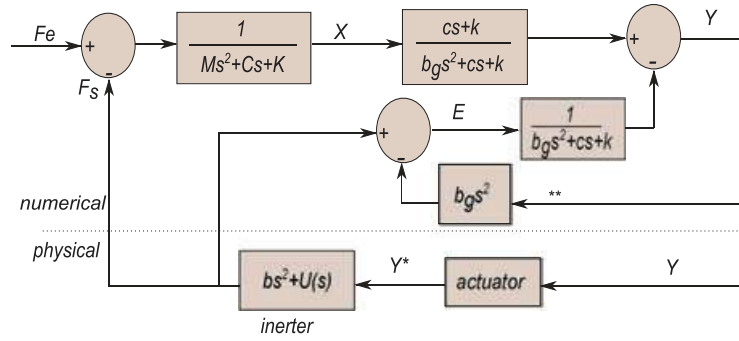 Fe
+
-
Fs
1
Ms²+Cs+K
X
cs+k
bgs²+cs+k
+
-
Y
+
-
E
1
bgs²+cs+k
bgs²
**
numerical
physical
bs²+U(s)
inerter
Y*
actuator
Y